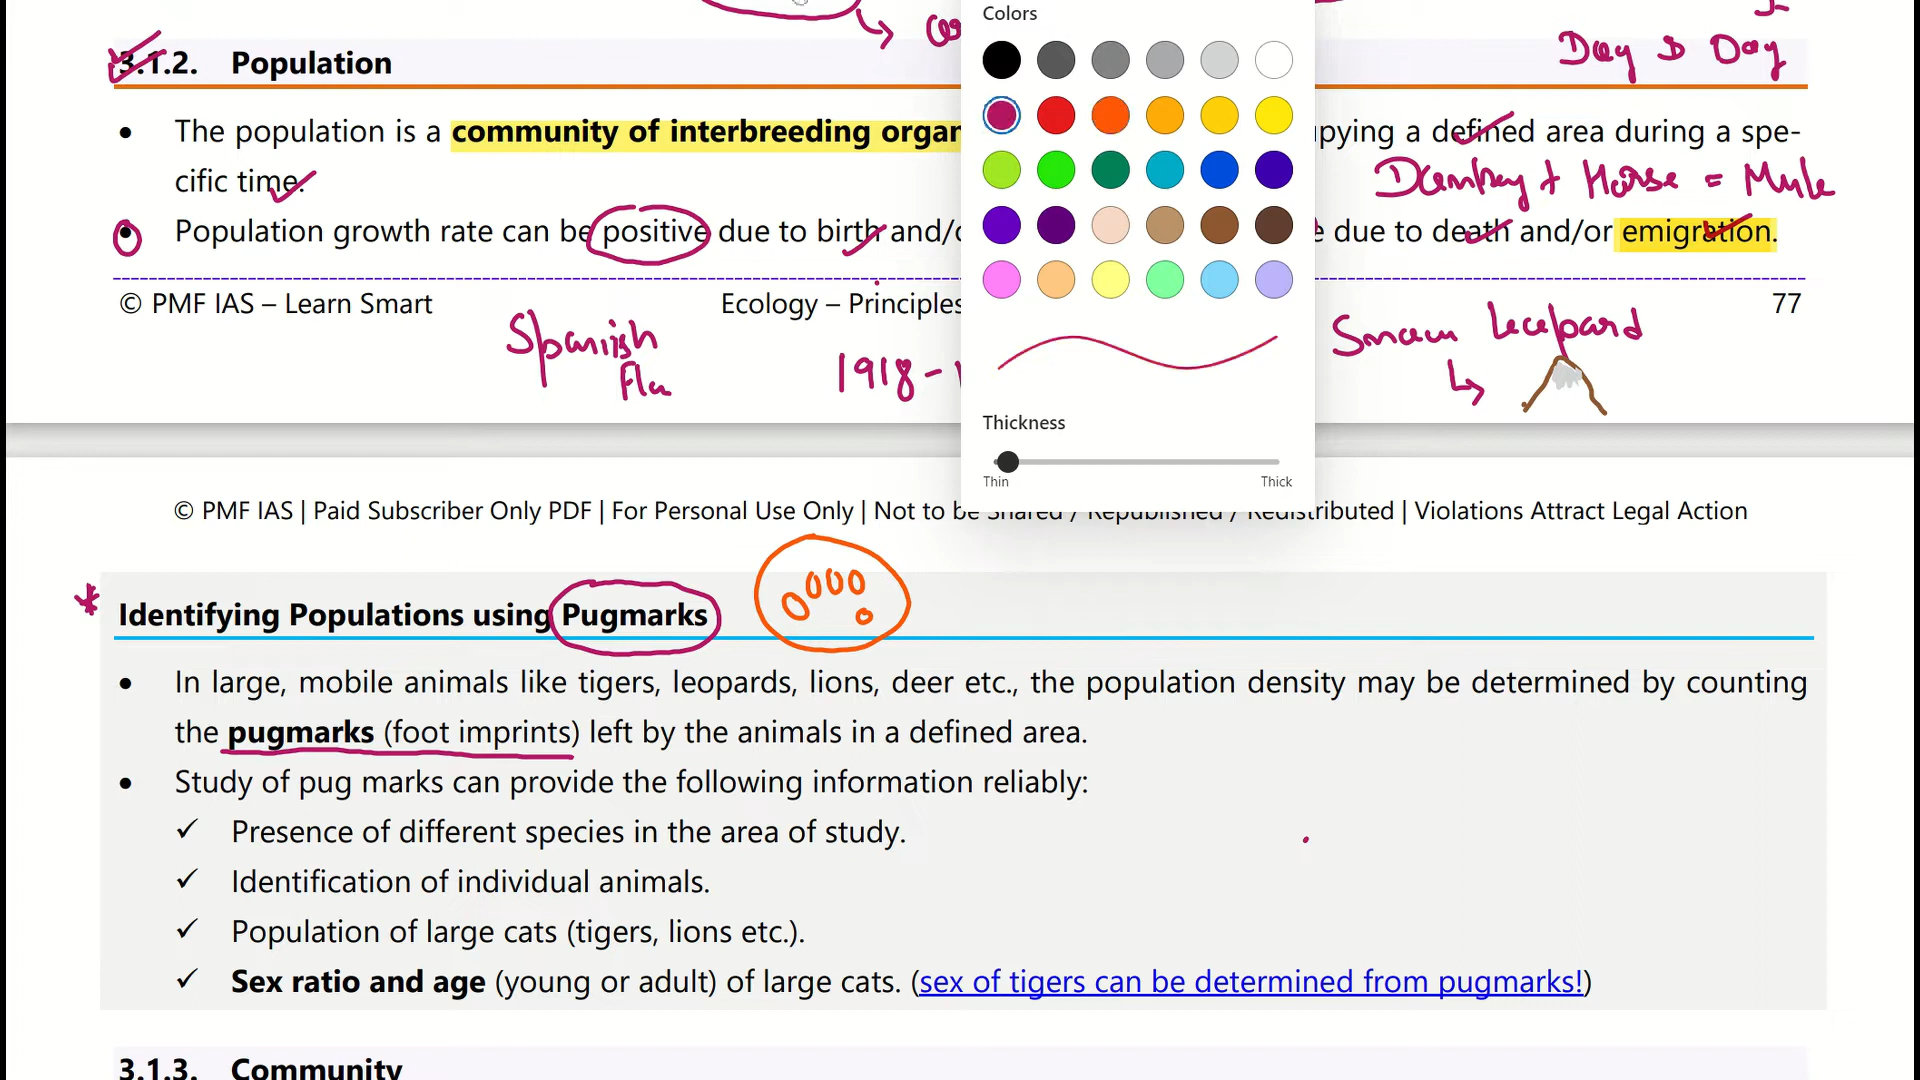 Colors
3.1.2. Population
Day Day
The population is a community of interbreeding organ pying a defined area during a spe-
cific time.
Horse = Mule
Population growth rate can be positive due to birth and/ due to death and/or emigration.
© PMF IAS – Learn Smart Ecology – Principles 77
Spanish
Flu
1918 -
Leopard
Thickness
Thin Thick
© PMF IAS | Paid Subscriber Only PDF | For Personal Use Only | Not to be Shared / Republished / Redistributed | Violations Attract Legal Action
Identifying Populations using Pugmarks
• In large, mobile animals like tigers, leopards, lions, deer etc., the population density may be determined by counting
the pugmarks (foot imprints) left by the animals in a defined area.
• Study of pug marks can provide the following information reliably:
✓ Presence of different species in the area of study.
✓ Identification of individual animals.
✓ Population of large cats (tigers, lions etc.).
✓ Sex ratio and age (young or adult) of large cats. (sex of tigers can be determined from pugmarks!)
3.1.3. Community